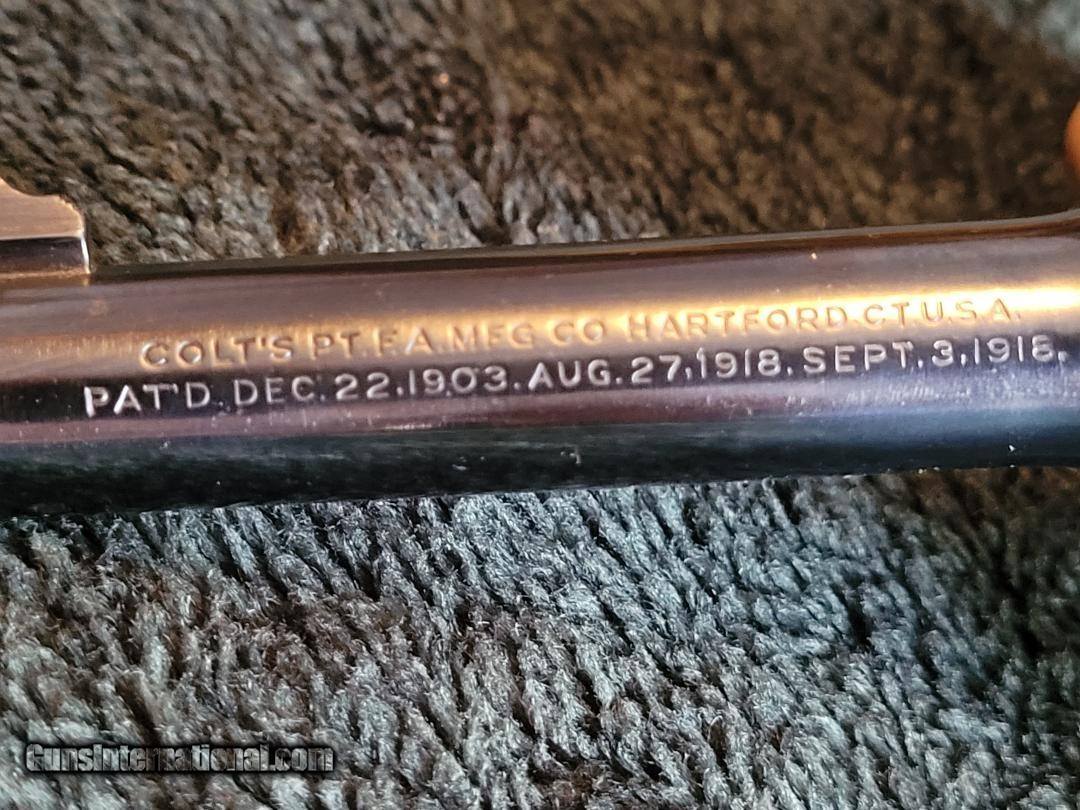 COLT'S PT. F.A. MFG CO HARTFORD. CT. U.S.A.
PAT'D. DEC. 22, 1903. AUG. 27, 1918. SEPT. 3, 1918.
GunsInternational.com